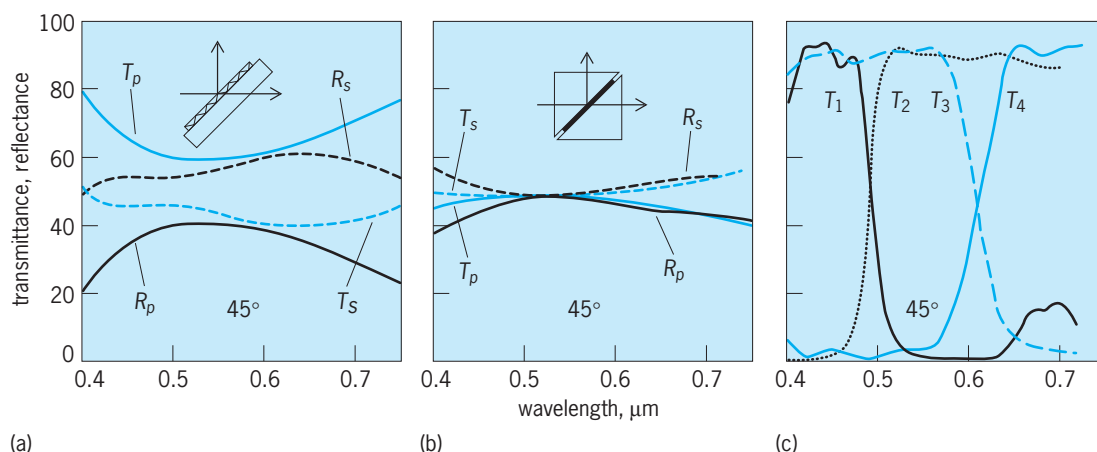 transmittance, reflectance
100
80
60
40
20
0
T_p
R_s
R_p
T_s
45°
0.4 0.5 0.6 0.7
(a)
T_s
R_s
T_p
R_p
45°
0.4 0.5 0.6 0.7
wavelength, μm
(b)
T_1 T_2 T_3 T_4
45°
0.4 0.5 0.6 0.7
(c)